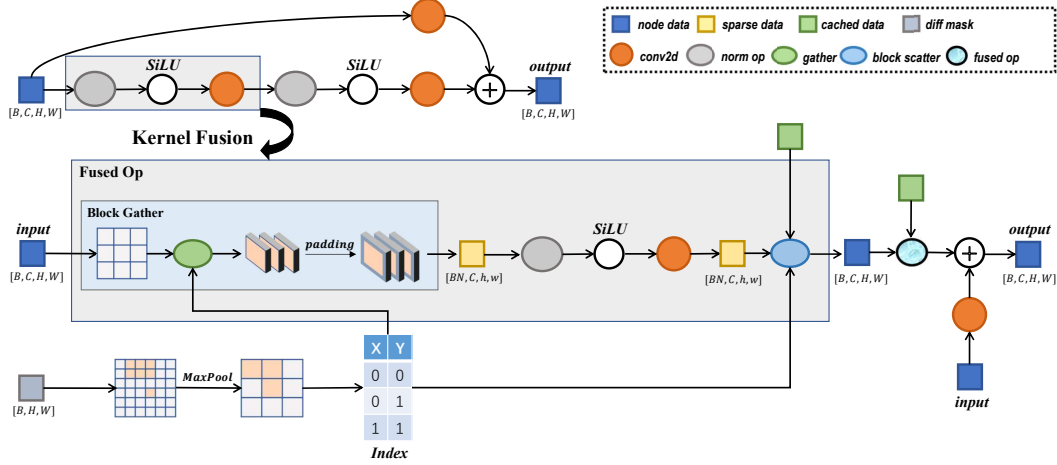 node data
sparse data
cached data
diff mask
conv2d
norm op
gather
block scatter
fused op
SiLU
SiLU
output
[B, C, H, W]
[B, C, H, W]
Kernel Fusion
Fused Op
Block Gather
input
padding
SiLU
output
[B, C, H, W]
[BN, C, h, w]
[BN, C, h, w]
[B, C, H, W]
[B, C, H, W]
X Y
MaxPool
0 0
0 1
1 1
[B, H, W]
input
Index